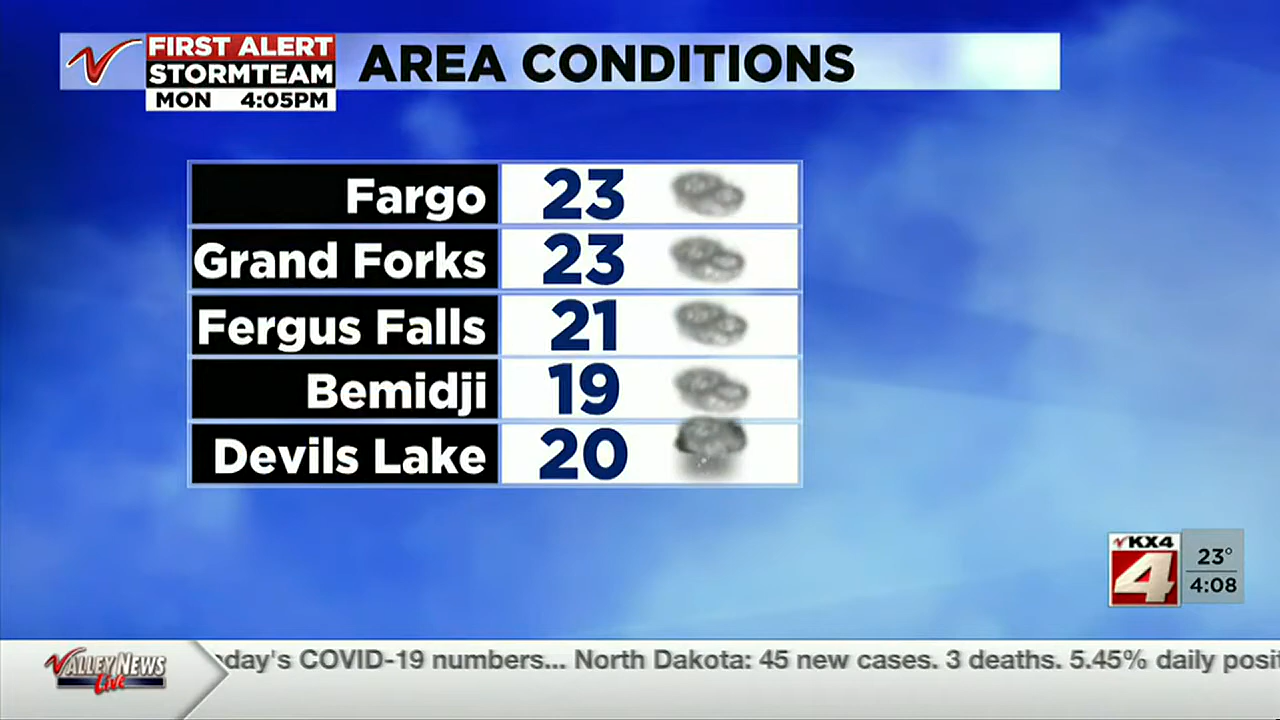 FIRST ALERT
STORMTEAM
MON 4:05PM
AREA CONDITIONS
Fargo 23
Grand Forks 23
Fergus Falls 21
Bemidji 19
Devils Lake 20
KX4
4
23°
4:08
VALLEY NEWS
Live
day's COVID-19 numbers... North Dakota: 45 new cases. 3 deaths. 5.45% daily posit